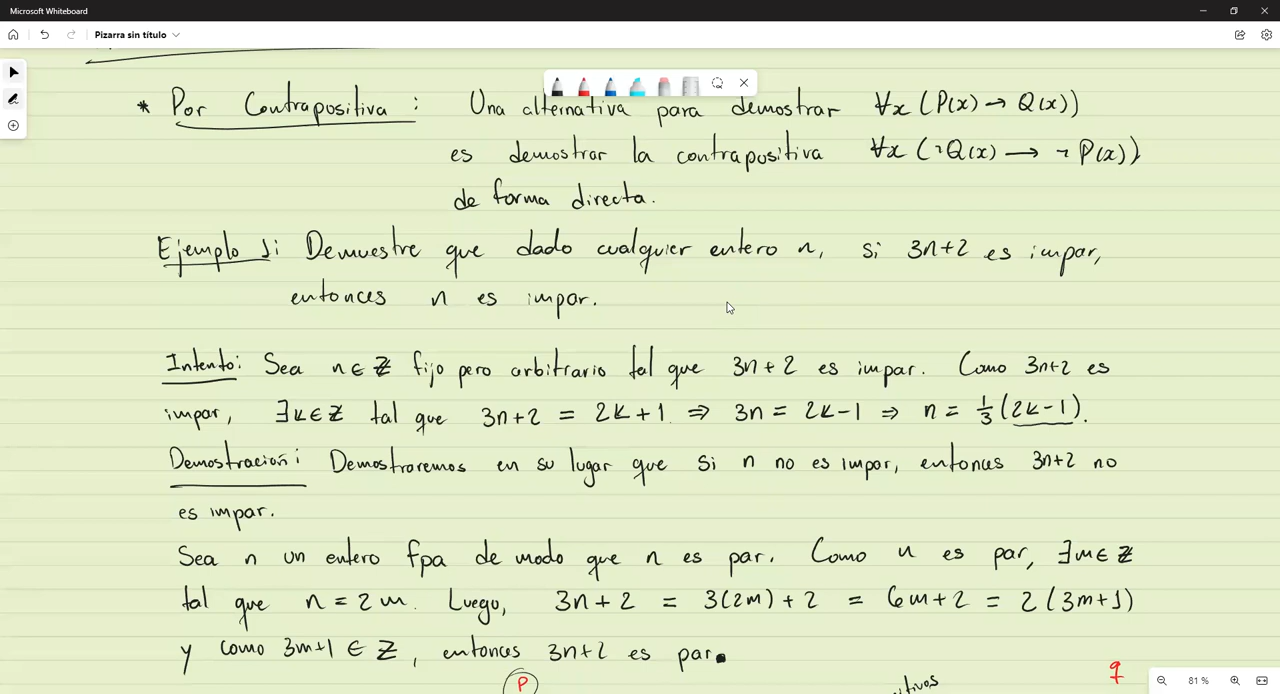 Microsoft Whiteboard
Pizarra sin título
* Por Contrapositiva: Una alternativa para demostrar ∀x (P(x) → Q(x))
es demostrar la contrapositiva ∀x (¬Q(x) → ¬P(x))
de forma directa.
Ejemplo 1: Demuestre que dado cualquier entero n, si 3n+2 es impar,
entonces n es impar.
Intento: Sea n ∈ ℤ fijo pero arbitrario tal que 3n+2 es impar. Como 3n+2 es
impar, ∃k∈ℤ tal que 3n+2 = 2k+1 ⇒ 3n = 2k-1 ⇒ n = 1/3 (2k-1).
Demostración: Demostraremos en su lugar que si n no es impar, entonces 3n+2 no
es impar.
Sea n un entero fpa de modo que n es par. Como n es par, ∃m∈ℤ
tal que n = 2m. Luego, 3n+2 = 3(2m)+2 = 6m+2 = 2(3m+1)
y como 3m+1 ∈ ℤ, entonces 3n+2 es par.
P
q
81 %